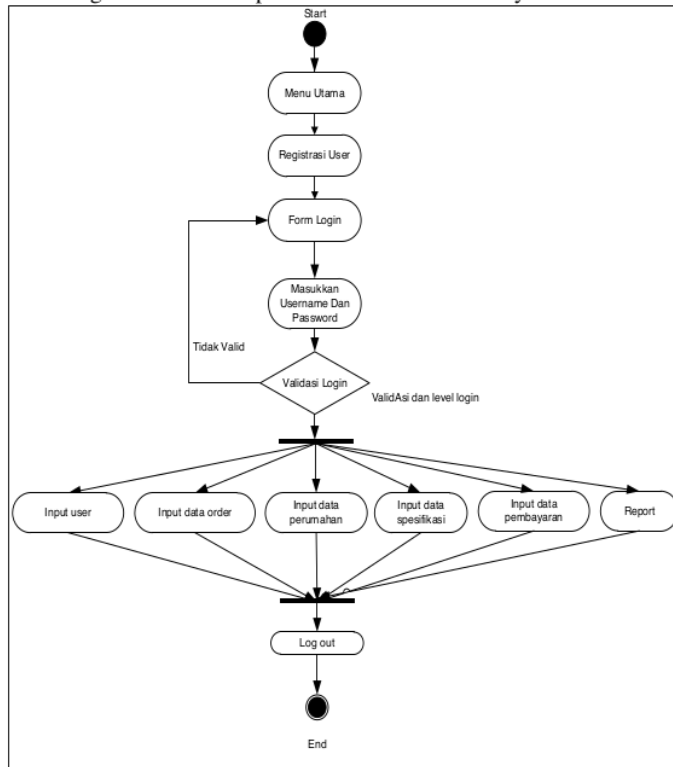 Start
Menu Utama
Registrasi User
Form Login
Masukkan
Username Dan
Password
Tidak Valid
Validasi Login
ValidAsi dan level login
Input user
Input data order
Input data
perumahan
Input data
spesifikasi
Input data
pembayaran
Report
Log out
End